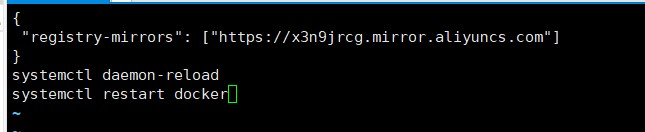 {
"registry-mirrors": ["https://x3n9jrcg.mirror.aliyuncs.com"]
}
systemctl daemon-reload
systemctl restart docker
~
~